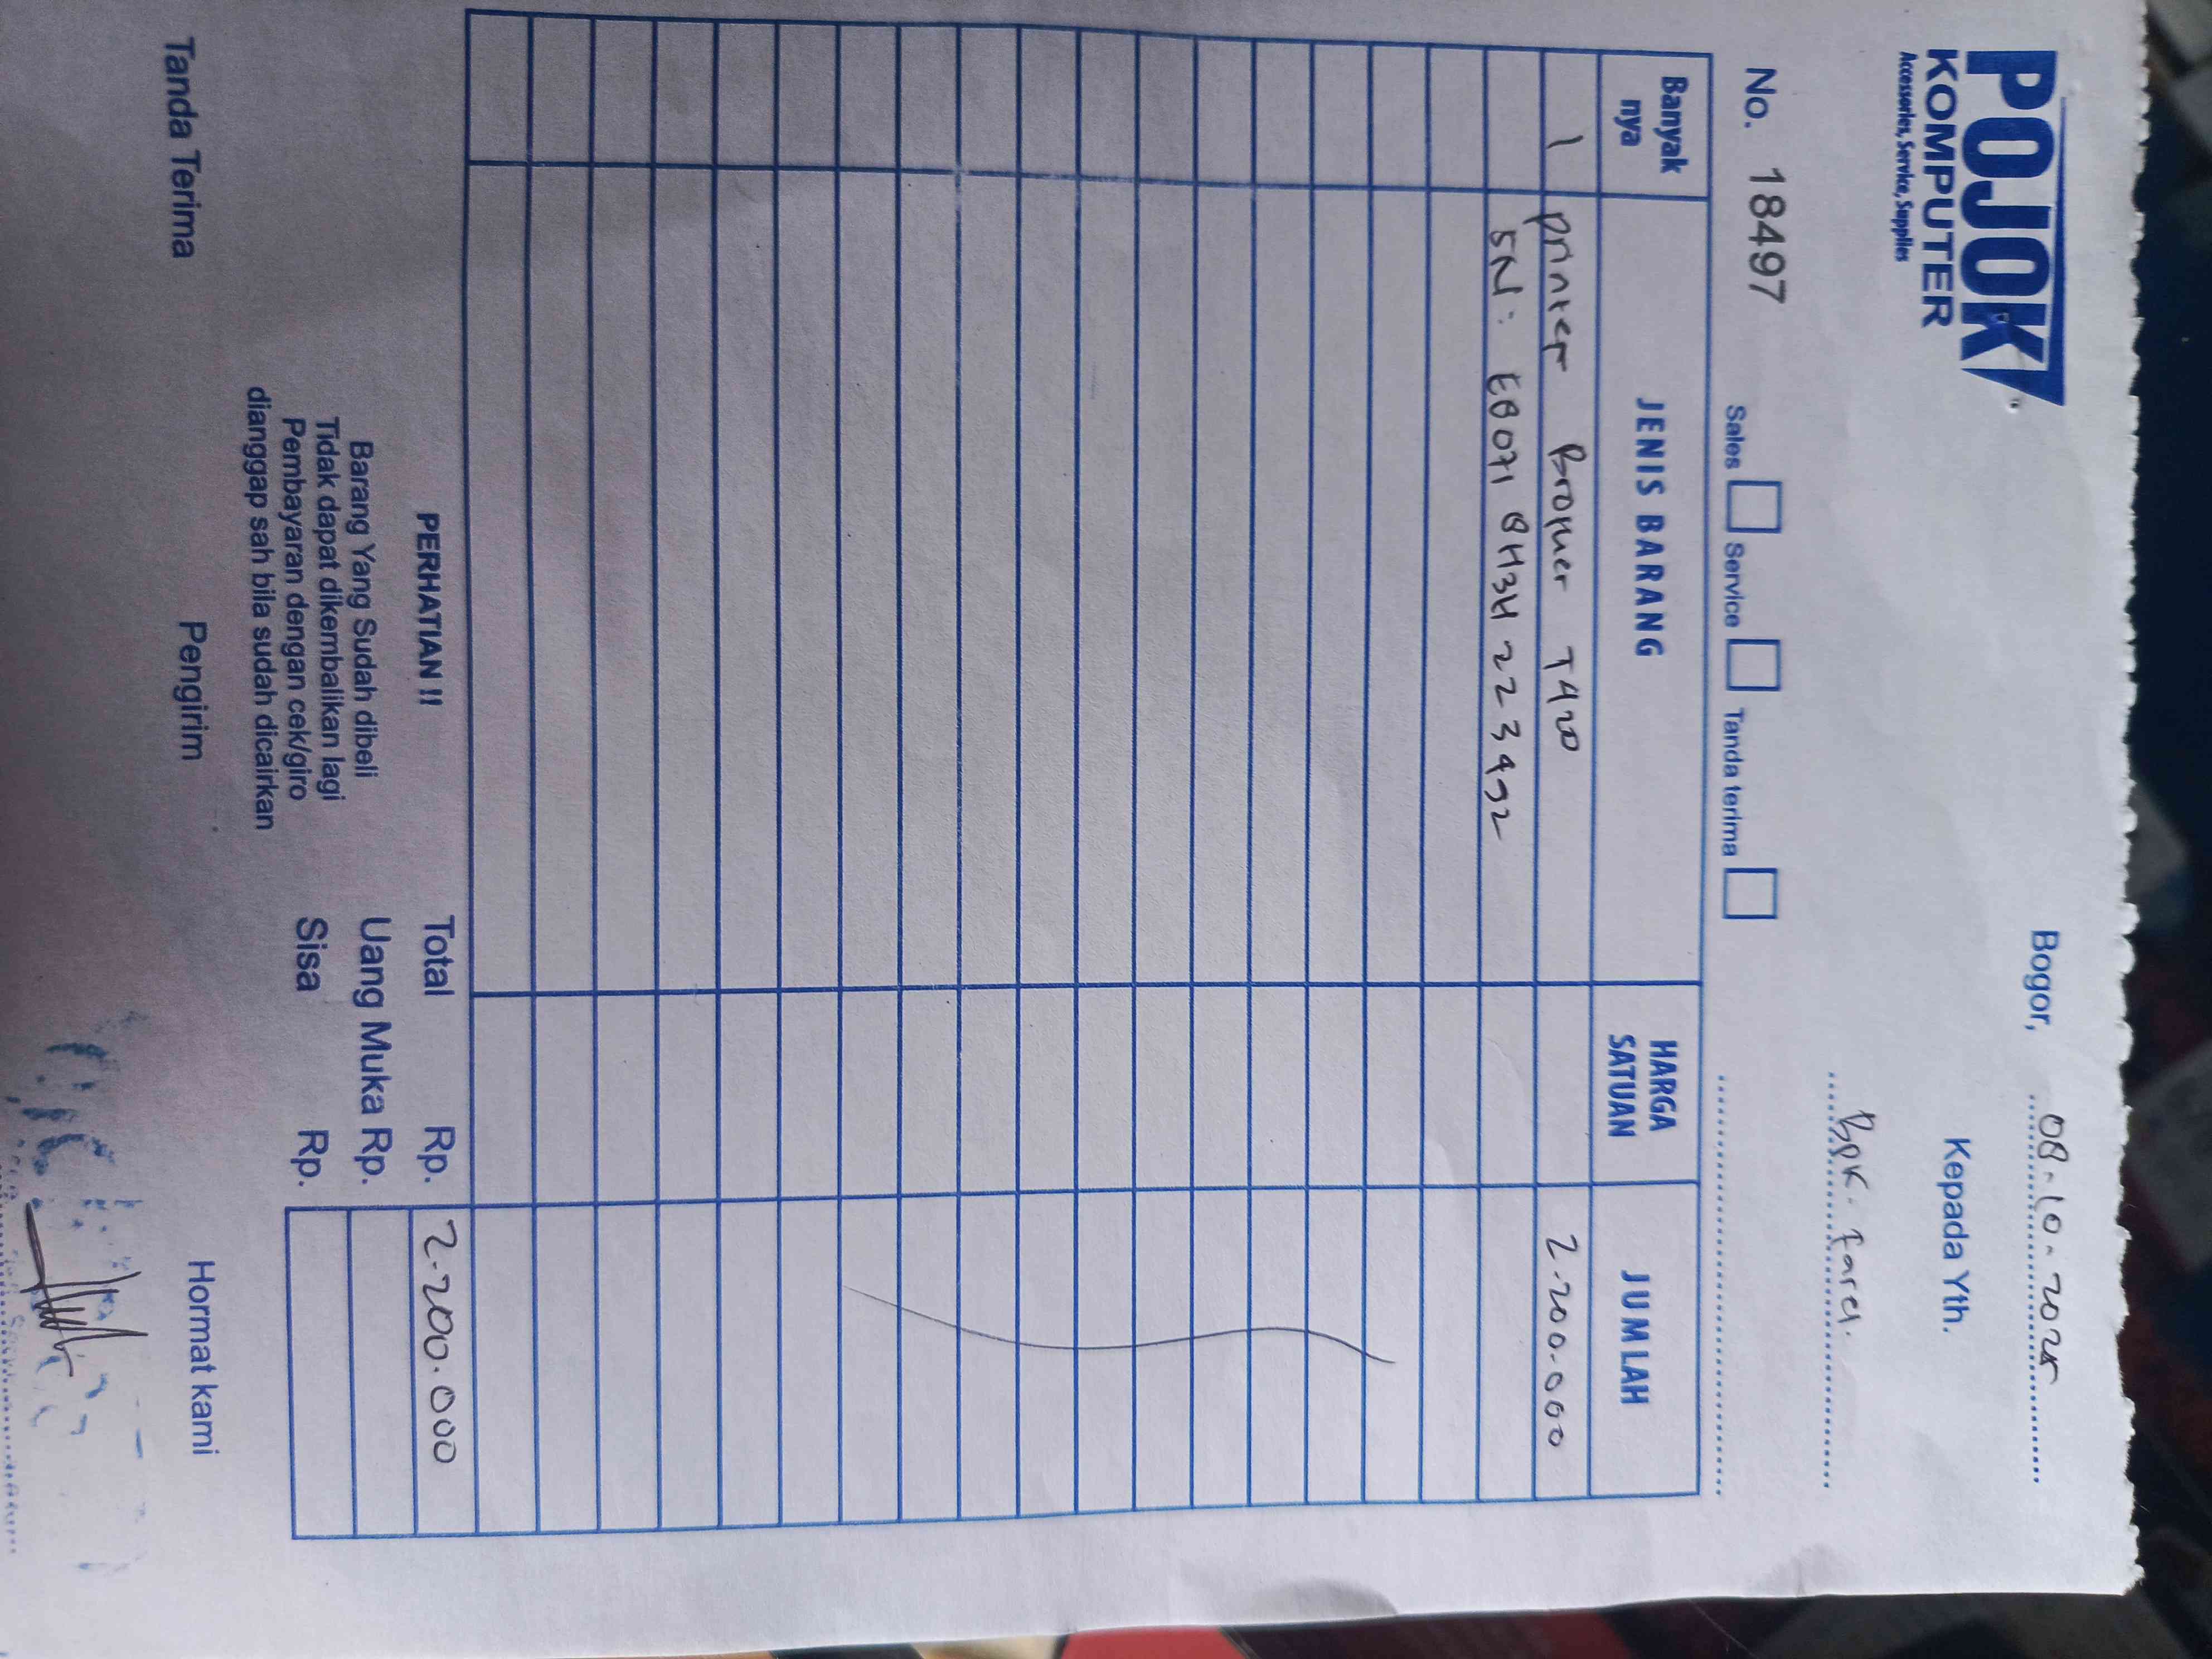 POJOK
KOMPUTER
Accessories, Service, Supplies
Bogor, 08-10-2025
Kepada Yth.
Bpk. Farel.
No. 18497
Sales Service Tanda terima
Banyak nya JENIS BARANG HARGA SATUAN JUMLAH
1 printer Brother T420 2.200.000
SN: E8071 8H3H 223492
PERHATIAN !!
Barang Yang Sudah dibeli
Tidak dapat dikembalikan lagi
Pembayaran dengan cek/giro
dianggap sah bila sudah dicairkan
Total Rp. 2.200.000
Uang Muka Rp.
Sisa Rp.
Tanda Terima Pengirim Hormat kami